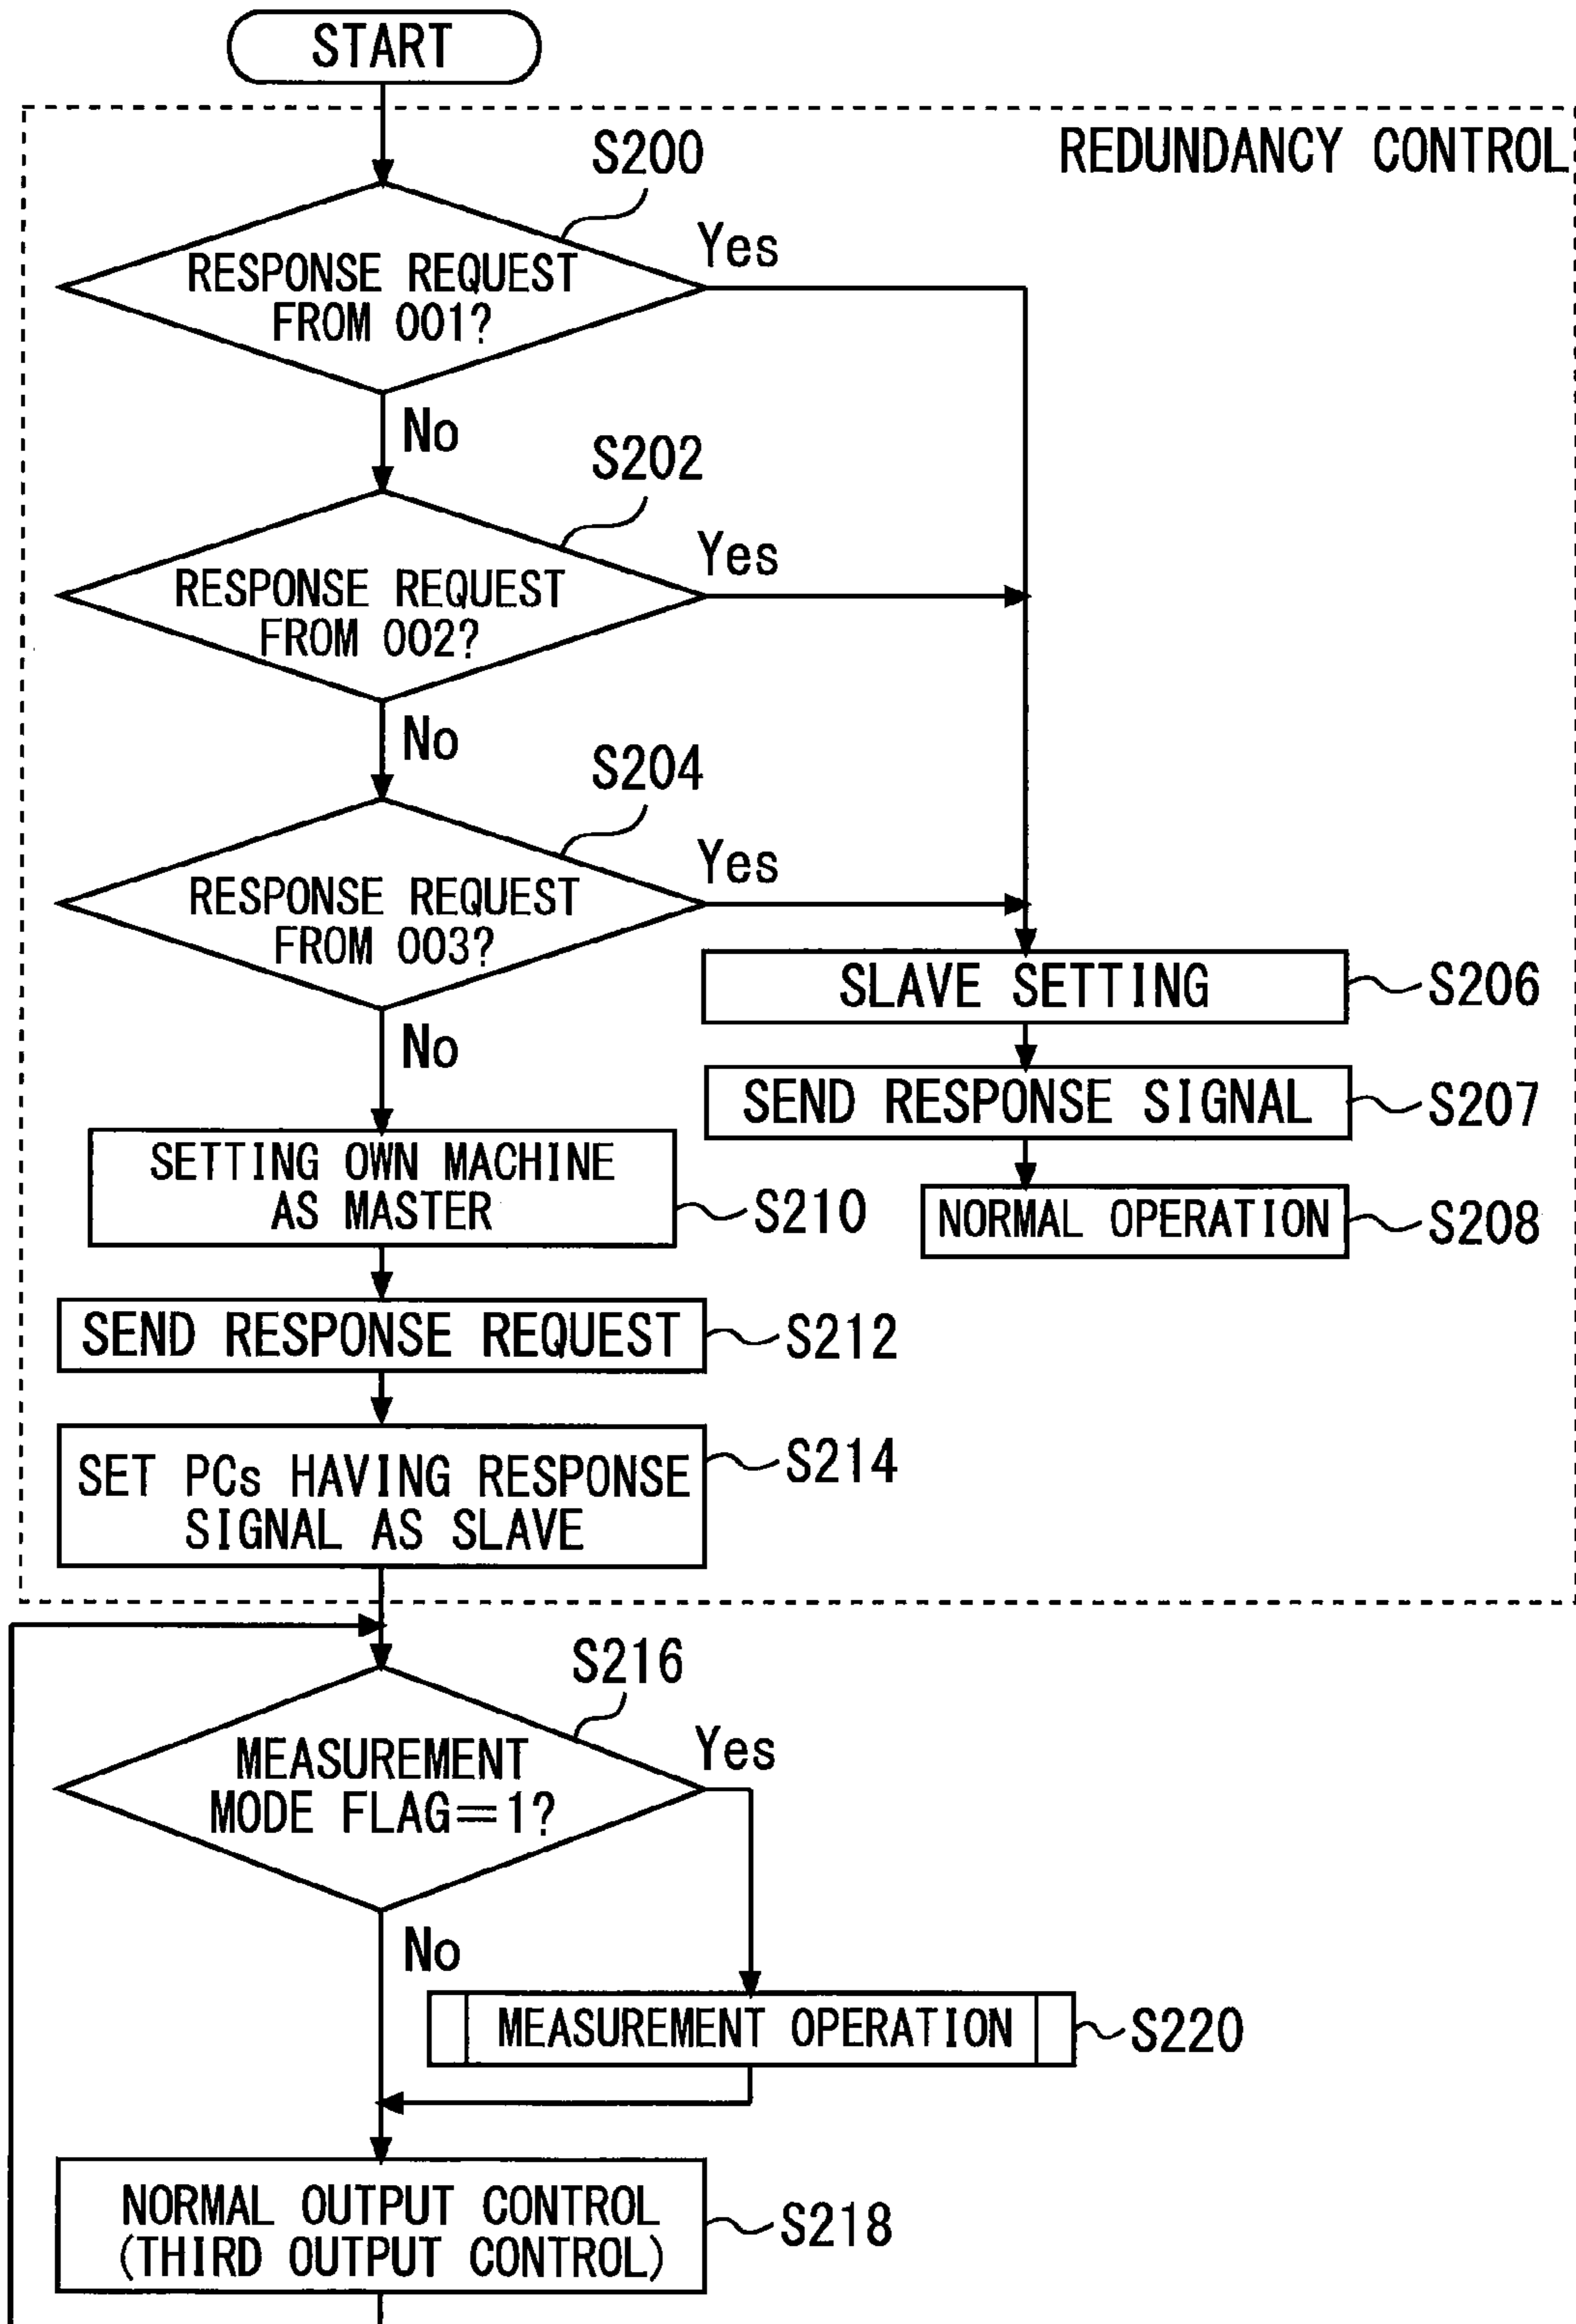 START
REDUNDANCY CONTROL
S200
RESPONSE REQUEST
FROM 001?
Yes
No
S202
RESPONSE REQUEST
FROM 002?
Yes
No
S204
RESPONSE REQUEST
FROM 003?
Yes
No
SLAVE SETTING
S206
SEND RESPONSE SIGNAL
S207
NORMAL OPERATION
S208
SETTING OWN MACHINE
AS MASTER
S210
SEND RESPONSE REQUEST
S212
SET PCs HAVING RESPONSE
SIGNAL AS SLAVE
S214
S216
MEASUREMENT
MODE FLAG=1?
Yes
No
MEASUREMENT OPERATION
S220
NORMAL OUTPUT CONTROL
(THIRD OUTPUT CONTROL)
S218